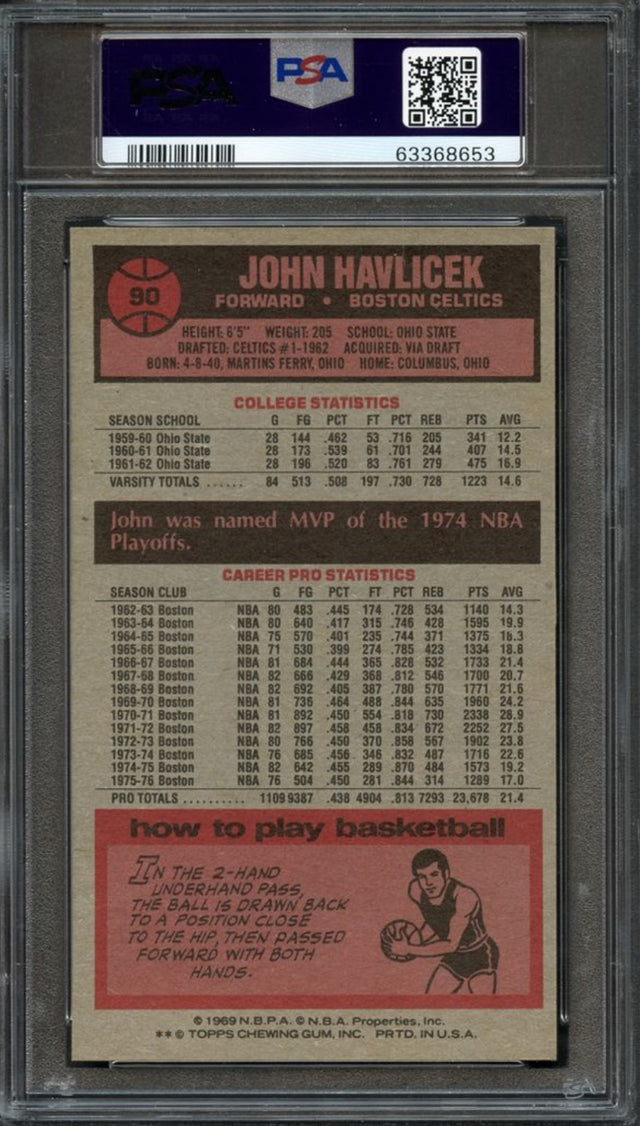 PSA
PSA
63368653
90
JOHN HAVLICEK
FORWARD • BOSTON CELTICS
HEIGHT: 6'5" WEIGHT: 205 SCHOOL: OHIO STATE
DRAFTED: CELTICS #1-1962 ACQUIRED: VIA DRAFT
BORN: 4-8-40, MARTINS FERRY, OHIO HOME: COLUMBUS, OHIO
COLLEGE STATISTICS
SEASON SCHOOL G FG PCT FT PCT REB PTS AVG
1959-60 Ohio State 28 144 .462 53 .716 205 341 12.2
1960-61 Ohio State 28 173 .539 61 .701 244 407 14.5
1961-62 Ohio State 28 196 .520 83 .761 279 475 16.9
VARSITY TOTALS ...... 84 513 .508 197 .730 728 1223 14.6
John was named MVP of the 1974 NBA
Playoffs.
CAREER PRO STATISTICS
SEASON CLUB G FG PCT FT PCT REB PTS AVG
1962-63 Boston NBA 80 483 .445 174 .728 534 1140 14.3
1963-64 Boston NBA 80 640 .417 315 .746 428 1595 19.9
1964-65 Boston NBA 75 570 .401 235 .744 371 1375 18.3
1965-66 Boston NBA 71 530 .399 274 .785 423 1334 18.8
1966-67 Boston NBA 81 684 .444 365 .828 532 1733 21.4
1967-68 Boston NBA 82 666 .429 368 .812 546 1700 20.7
1968-69 Boston NBA 82 692 .405 387 .780 570 1771 21.6
1969-70 Boston NBA 81 736 .464 488 .844 635 1960 24.2
1970-71 Boston NBA 81 892 .450 554 .818 730 2338 28.9
1971-72 Boston NBA 82 897 .458 458 .834 672 2252 27.5
1972-73 Boston NBA 80 766 .450 370 .858 567 1902 23.8
1973-74 Boston NBA 76 685 .456 346 .832 487 1716 22.6
1974-75 Boston NBA 82 642 .455 289 .870 484 1573 19.2
1975-76 Boston NBA 76 504 .450 281 .844 314 1289 17.0
PRO TOTALS .......... 1109 9387 .438 4904 .813 7293 23,678 21.4
how to play basketball
IN THE 2-HAND
UNDERHAND PASS,
THE BALL IS DRAWN BACK
TO A POSITION CLOSE
TO THE HIP, THEN PASSED
FORWARD WITH BOTH
HANDS.
© 1969 N.B.P.A. © N.B.A. Properties, Inc.
** © TOPPS CHEWING GUM, INC. PRTD. IN U.S.A.
PSA